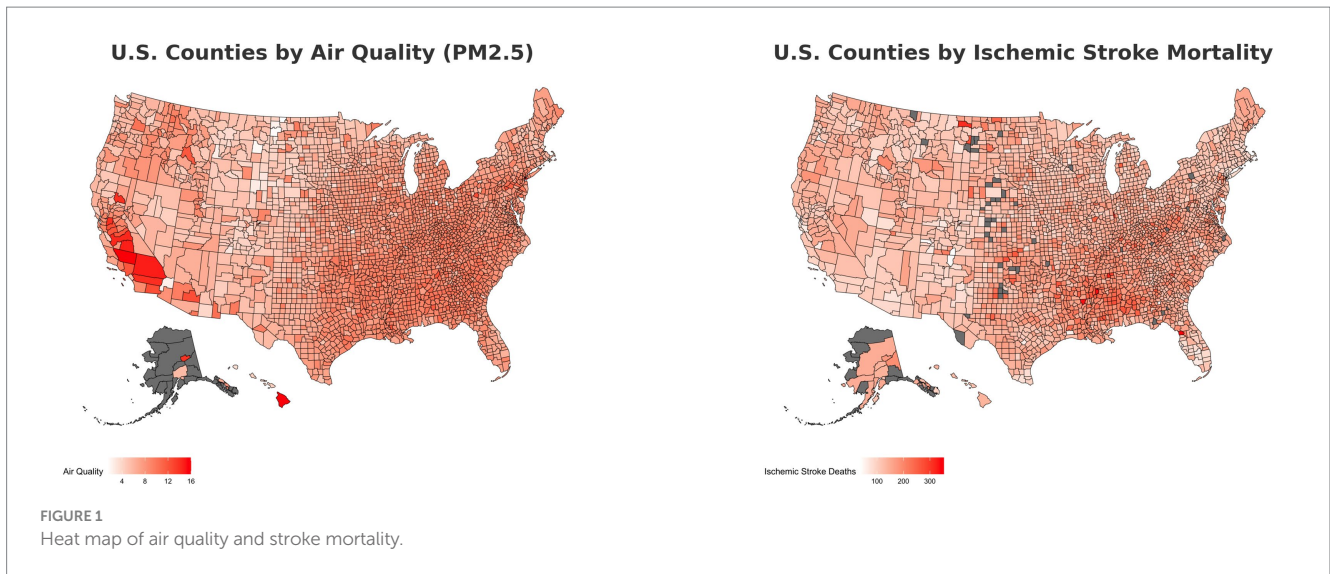 U.S. Counties by Air Quality (PM2.5)
U.S. Counties by Ischemic Stroke Mortality
Air Quality
4 8 12 16
Ischemic Stroke Deaths
100 200 300
FIGURE 1
Heat map of air quality and stroke mortality.